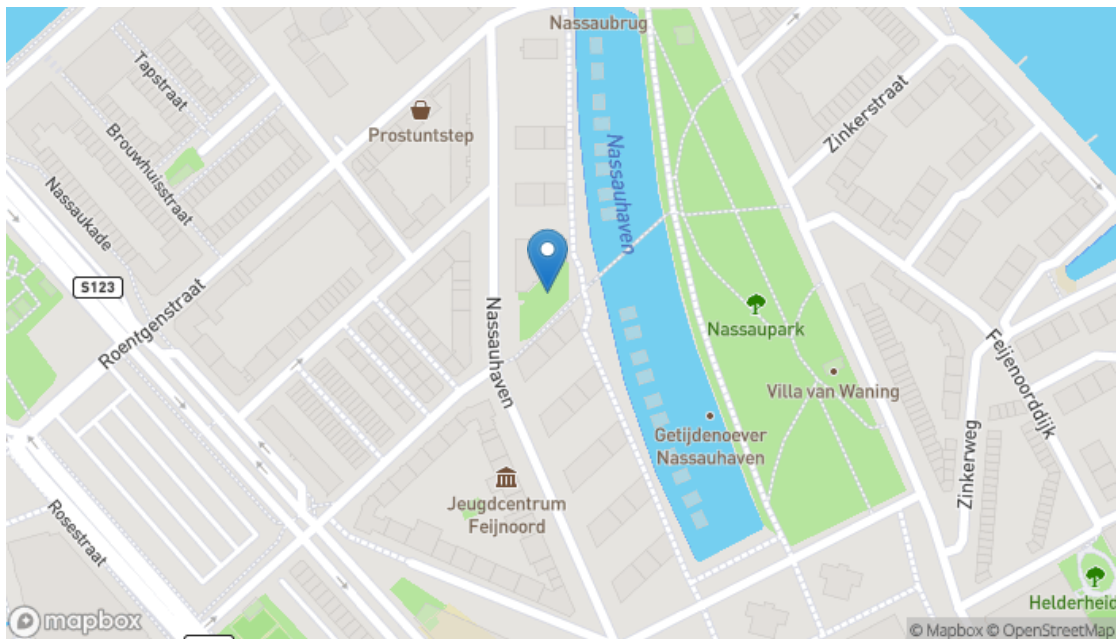 Nassaubrug
Tapstraat
Prostuntstep
Zinkerstraat
Brouwhuisstraat
Nassauhaven
Nassaukade
S123
Roentgenstraat
Nassauhaven
Nassaupark
Feijenoorddijk
Villa van Waning
Getijdenoever
Nassauhaven
Zinkerweg
Jeugdcentrum
Feijnoord
Rosestraat
Helderheid
mapbox
© Mapbox © OpenStreetMap